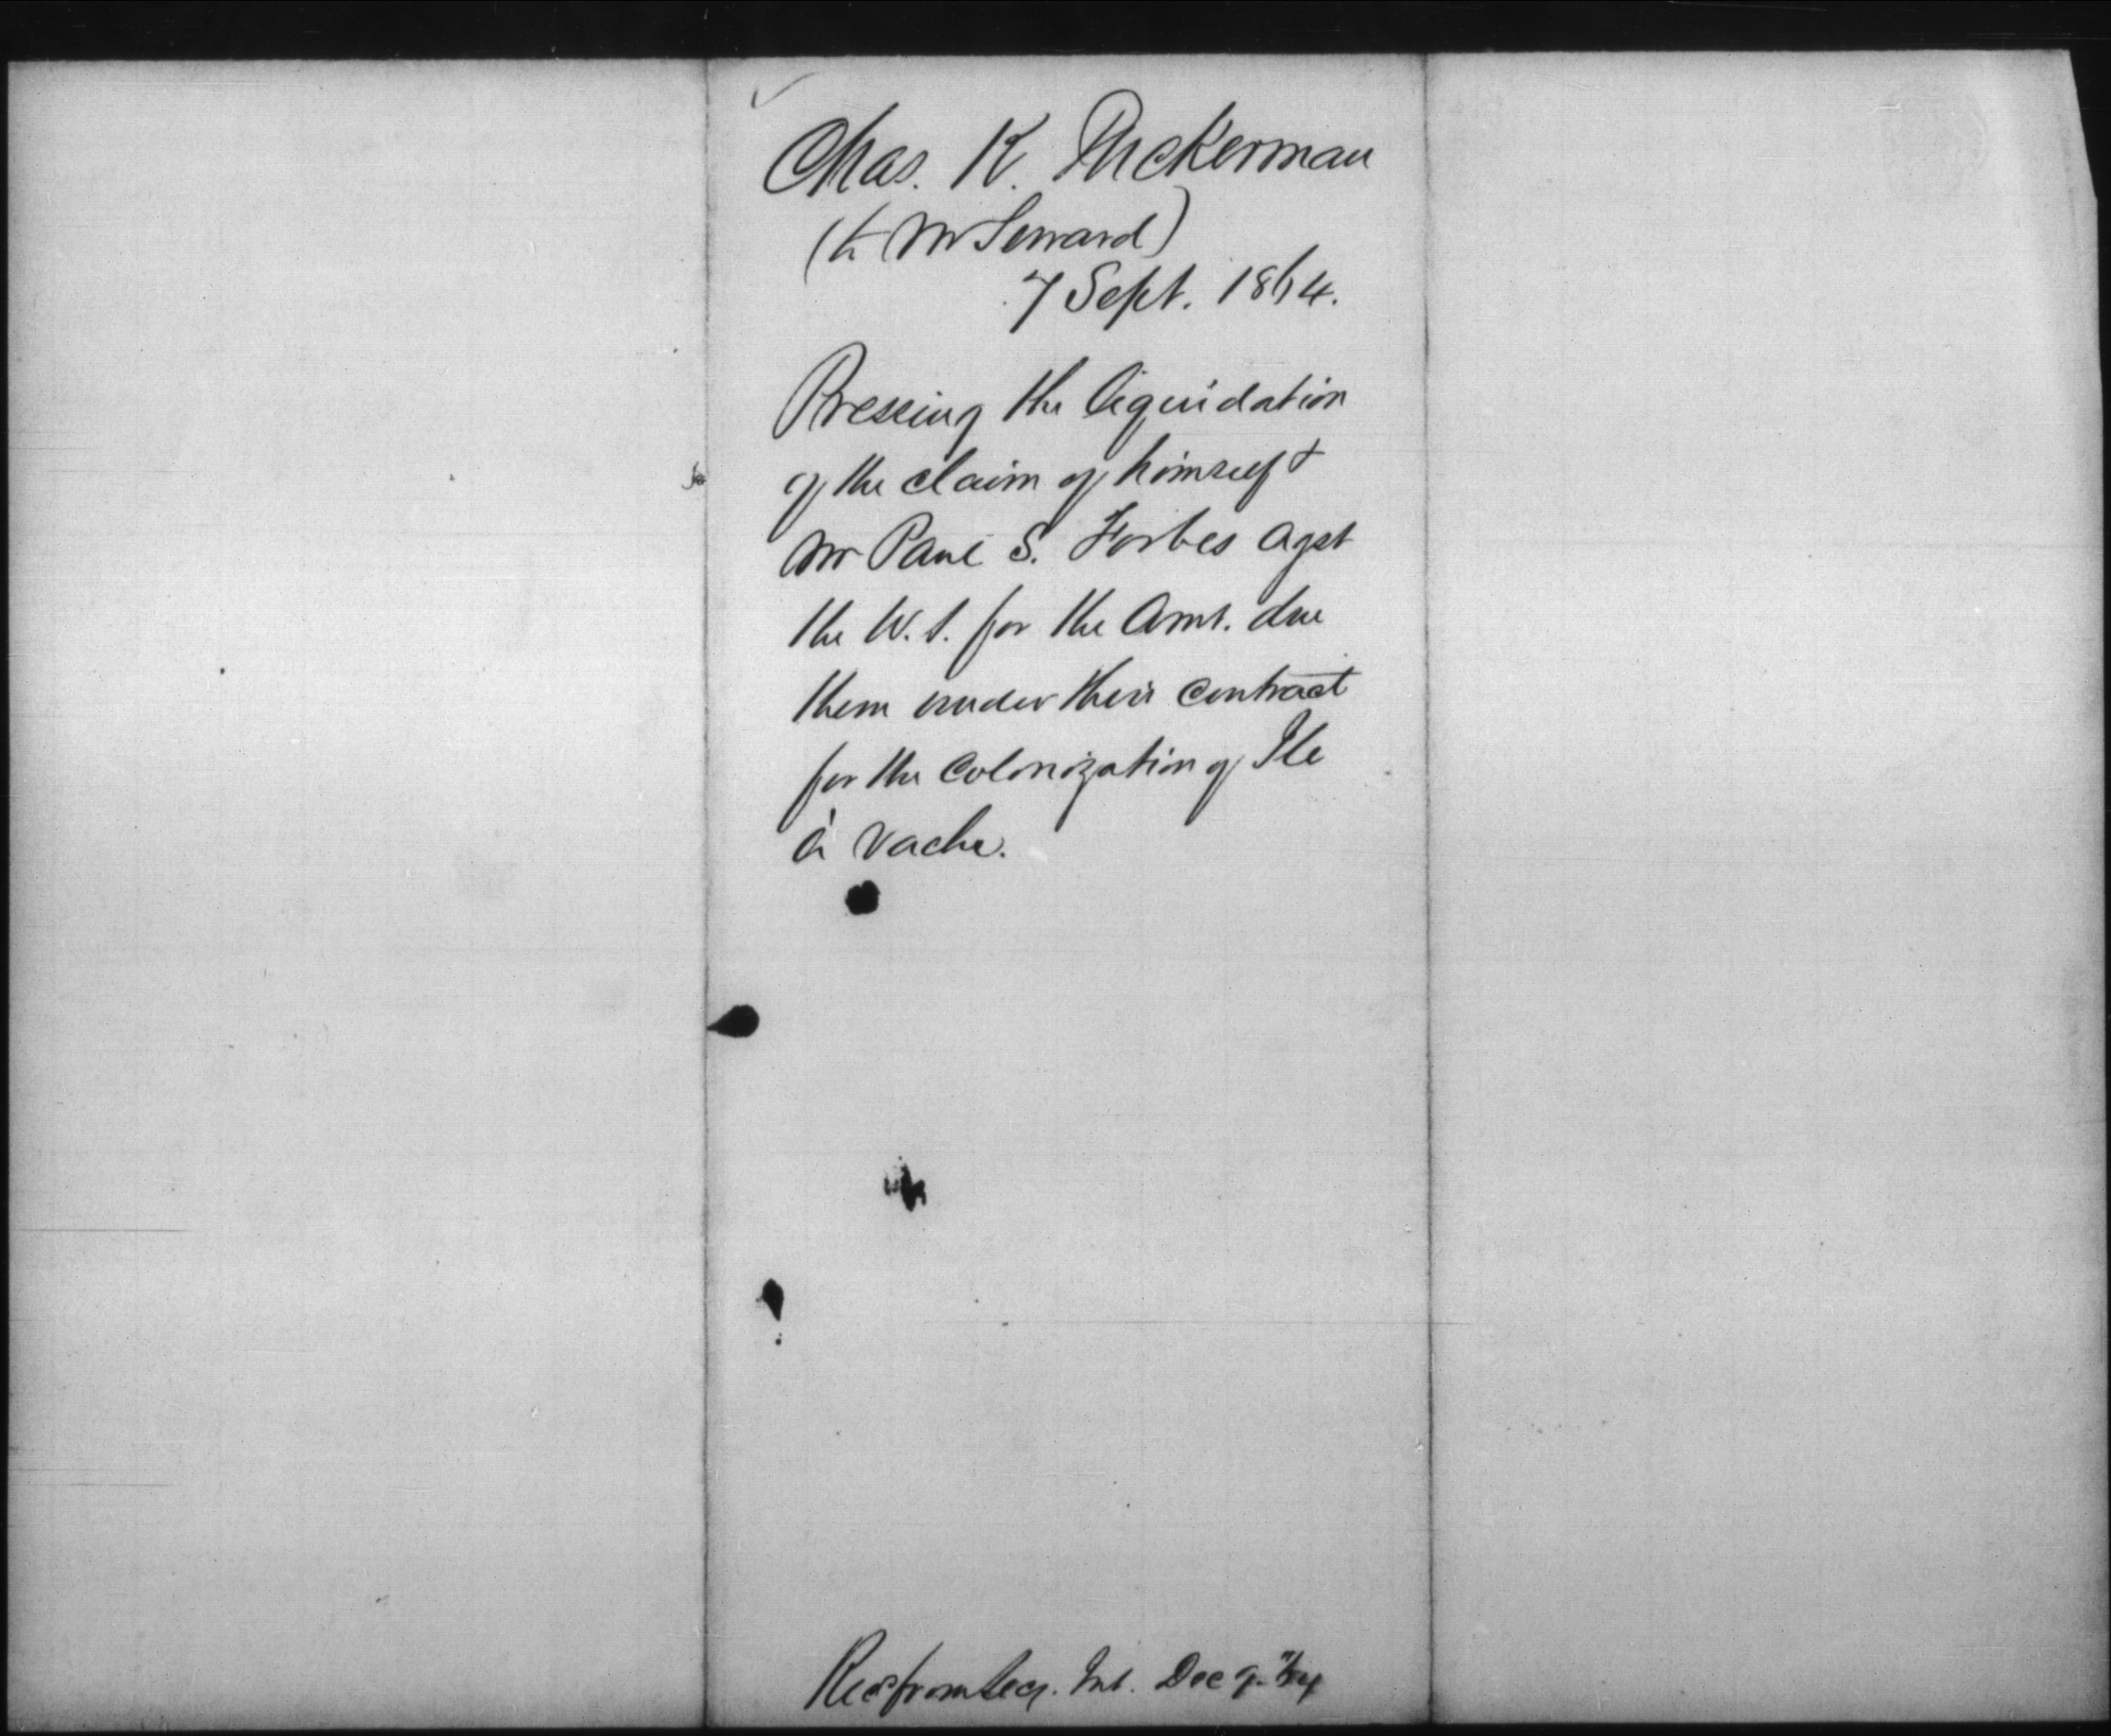 Chas. K. Tuckerman
(to Mr Seward)
7 Sept. 1864.
Pressing the liquidation
of the claim of himself &
Mr Paul S. Forbes agst
the U.S. for the Amt. due
them under their contract
for the Colonization of Ile
à Vache.
Recd from Secy. Int. Dec 9.